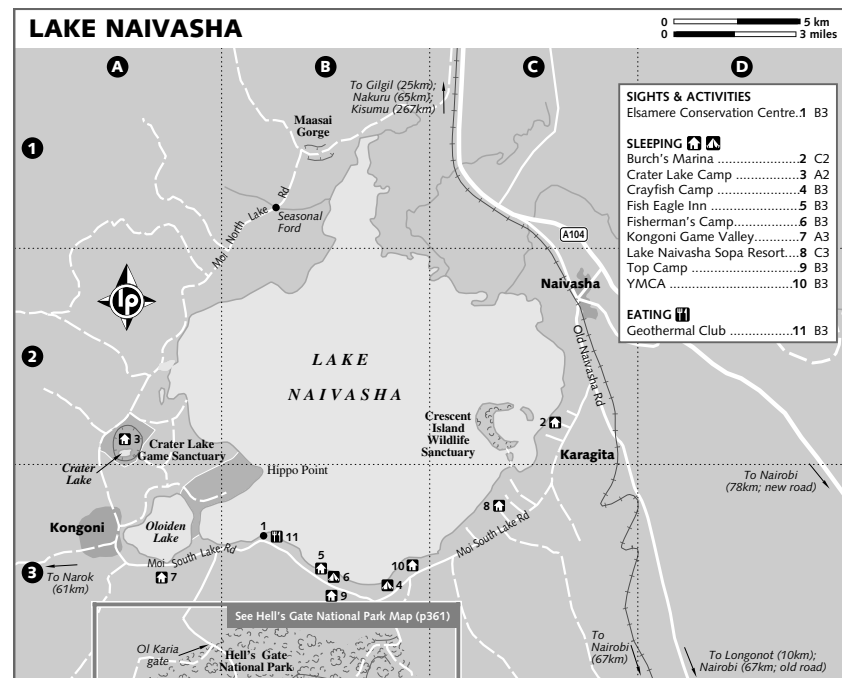 LAKE NAIVASHA
0 5 km
0 3 miles
A B C D
To Gilgil (25km);
Nakuru (65km);
Kisumu (267km)
SIGHTS & ACTIVITIES
Elsamere Conservation Centre..1 B3
SLEEPING
Burch's Marina ......................2 C2
Crater Lake Camp ..................3 A2
Crayfish Camp ......................4 B3
Fish Eagle Inn ......................5 B3
Fisherman's Camp..................6 B3
Kongoni Game Valley............7 A3
Lake Naivasha Sopa Resort....8 C3
Top Camp ............................9 B3
YMCA ................................10 B3
EATING
Geothermal Club .................11 B3
Maasai
Gorge
1
Moi North Lake Rd
Seasonal
Ford
A104
lp
Naivasha
Old Naivasha Rd
2
LAKE
NAIVASHA
Crescent
Island
Wildlife
Sanctuary
2
Karagita
3
Crater Lake
Game Sanctuary
Crater
Lake
Hippo Point
To Nairobi
(78km; new road)
8
Kongoni
Oloiden
Lake
1
11
Moi South Lake Rd
Moi South Lake Rd
3
To Narok
(61km)
7
5
6
10
4
9
See Hell's Gate National Park Map (p361)
Ol Karia
gate
Hell's Gate
National Park
To
Nairobi
(67km)
To Longonot (10km);
Nairobi (67km; old road)